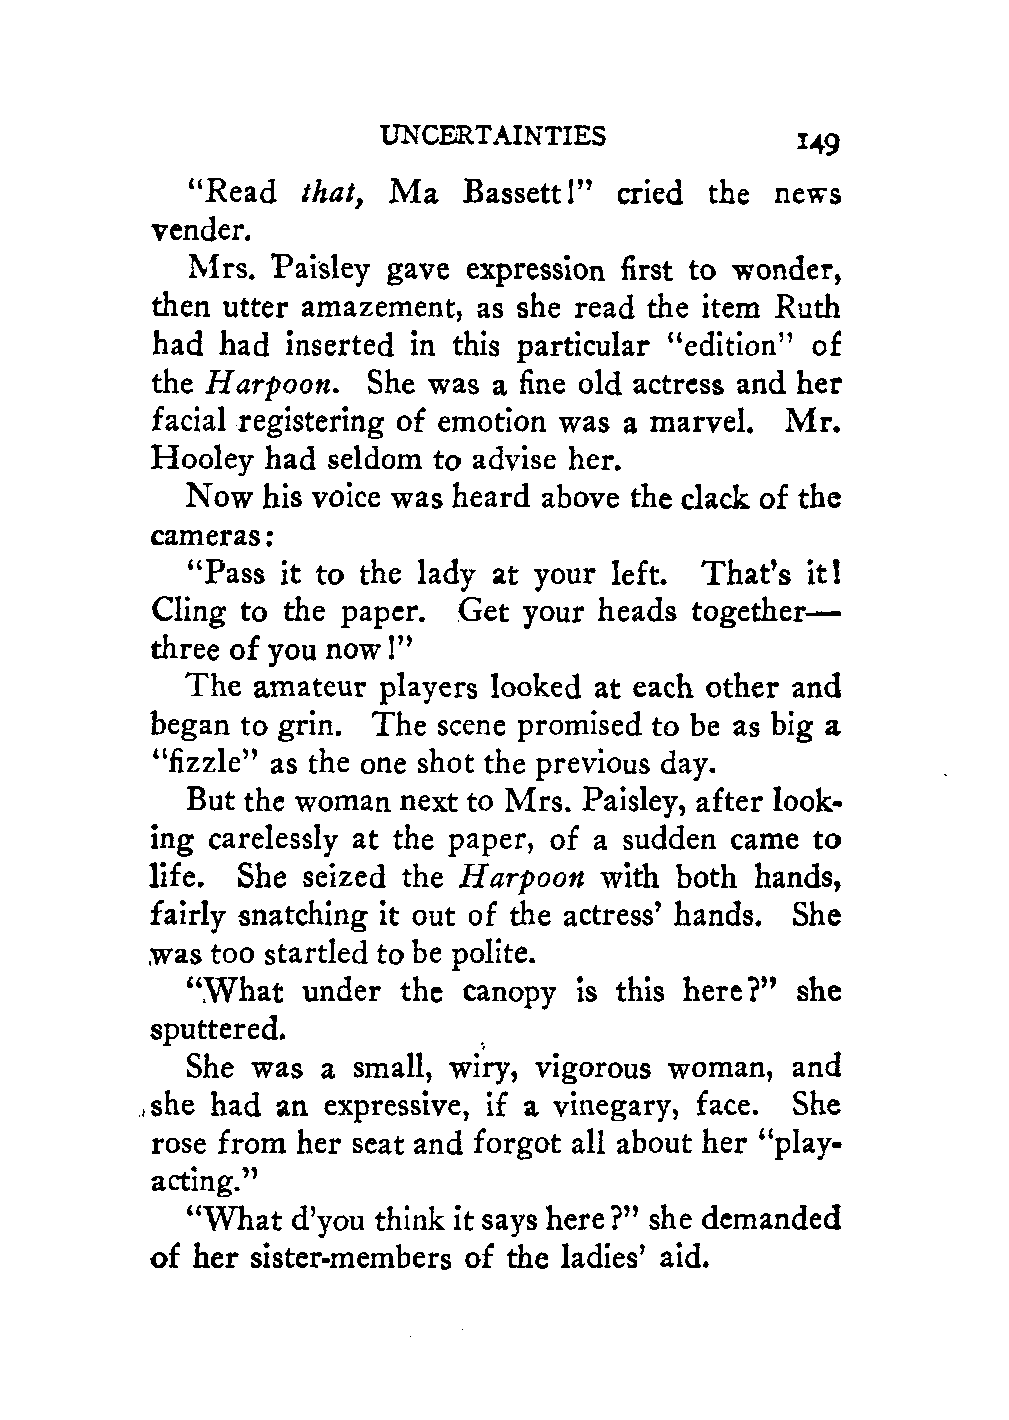 UNCERTAINTIES 149
“Read that, Ma Bassett!” cried the news
vender.
Mrs. Paisley gave expression first to wonder,
then utter amazement, as she read the item Ruth
had had inserted in this particular “edition” of
the Harpoon. She was a fine old actress and her
facial registering of emotion was a marvel. Mr.
Hooley had seldom to advise her.
Now his voice was heard above the clack of the
cameras:
“Pass it to the lady at your left. That’s it!
Cling to the paper. Get your heads together—
three of you now!”
The amateur players looked at each other and
began to grin. The scene promised to be as big a
“fizzle” as the one shot the previous day.
But the woman next to Mrs. Paisley, after look-
ing carelessly at the paper, of a sudden came to
life. She seized the Harpoon with both hands,
fairly snatching it out of the actress’ hands. She
was too startled to be polite.
“What under the canopy is this here?” she
sputtered.
She was a small, wiry, vigorous woman, and
she had an expressive, if a vinegary, face. She
rose from her seat and forgot all about her “play-
acting.”
“What d’you think it says here?” she demanded
of her sister-members of the ladies’ aid.